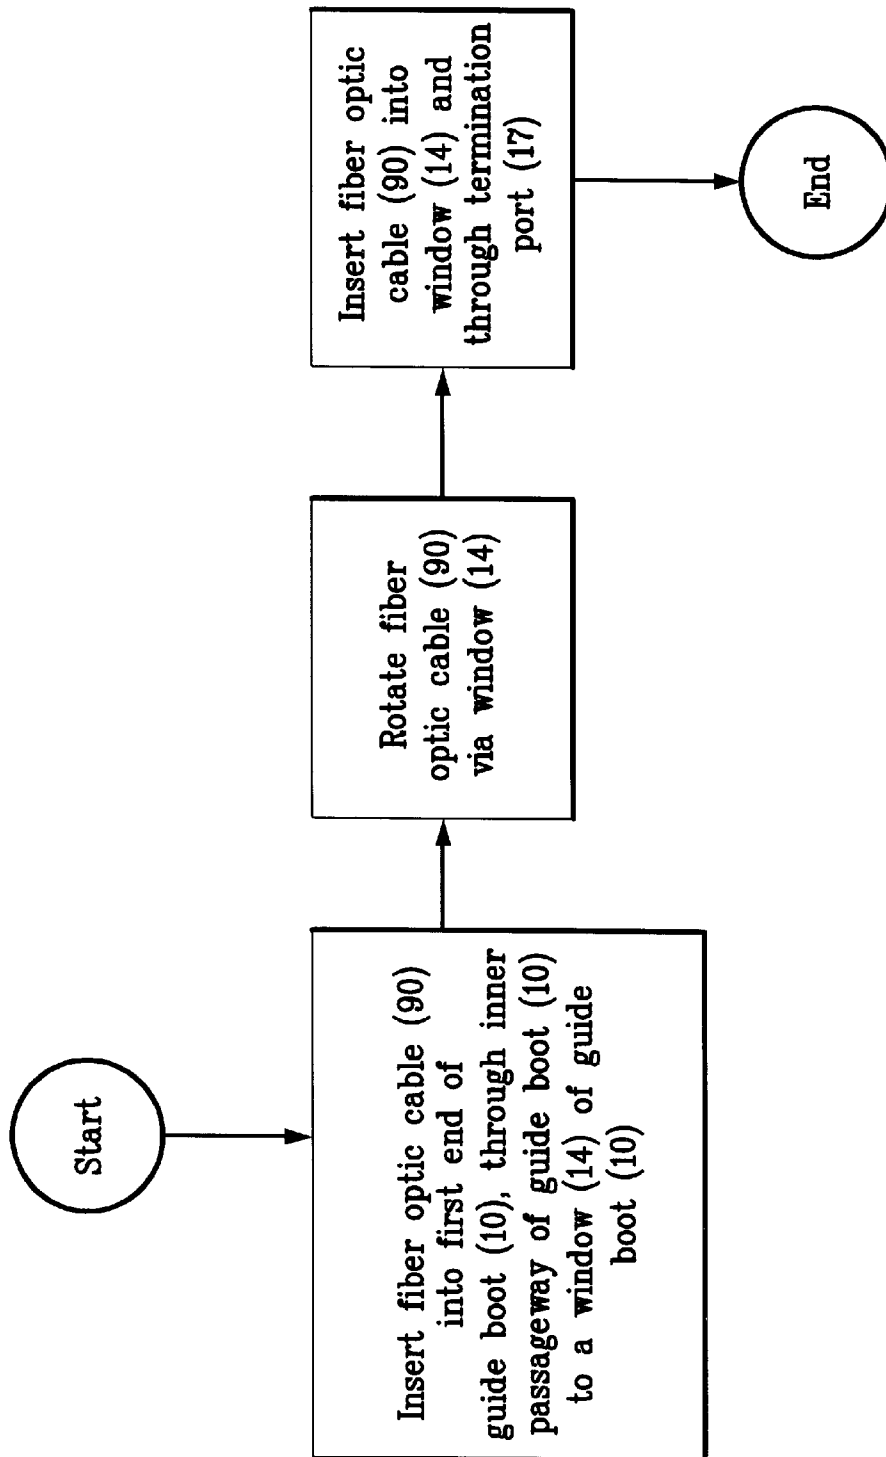 Start
Insert fiber optic cable (90)
into first end of
guide boot (10), through inner
passageway of guide boot (10)
to a window (14) of guide
boot (10)
Rotate fiber
optic cable (90)
via window (14)
Insert fiber optic
cable (90) into
window (14) and
through termination
port (17)
End